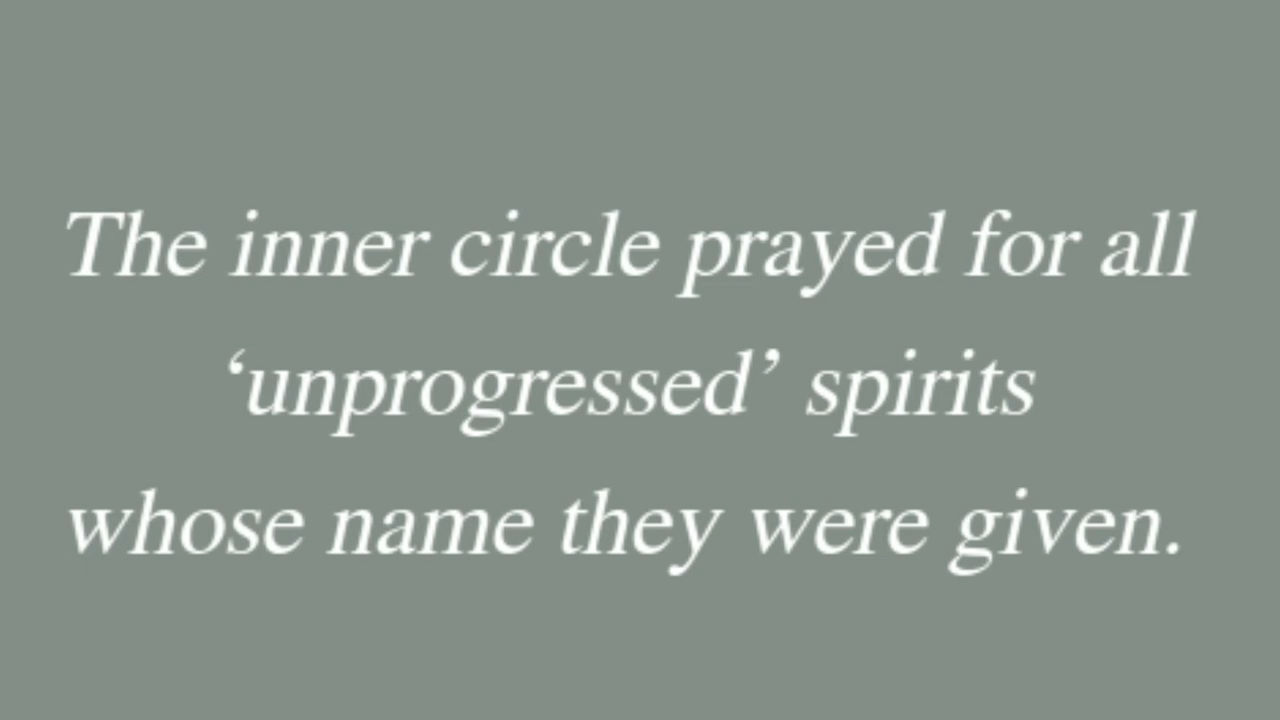 The inner circle prayed for all
‘unprogressed’ spirits
whose name they were given.